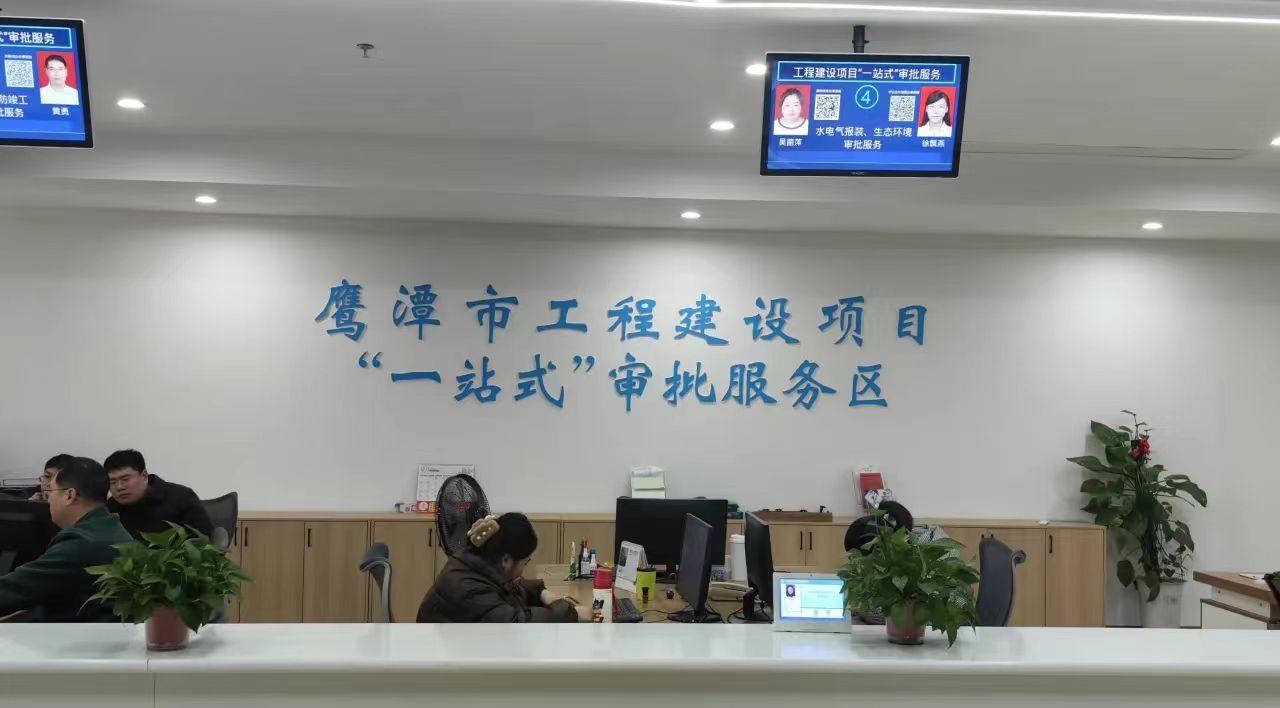 式"审批服务
防竣工
批服务
黄勇
工程建设项目"一站式"审批服务
4
水电气报装、生态环境
审批服务
吴丽萍
徐飘燕
鹰潭市工程建设项目
“一站式”审批服务区